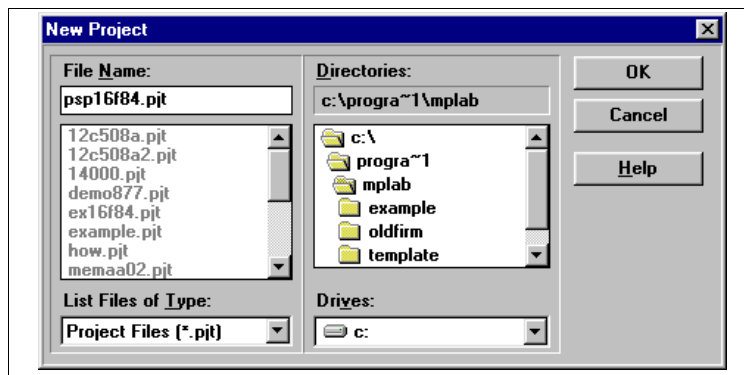 New Project
File Name:
psp16f84.pjt
12c508a.pjt
12c508a2.pjt
14000.pjt
demo877.pjt
ex16f84.pjt
example.pjt
how.pjt
memaa02.pjt
List Files of Type:
Project Files (*.pjt)
Directories:
c:\progra~1\mplab
c:\
progra~1
mplab
example
oldfirm
template
Drives:
c:
OK
Cancel
Help